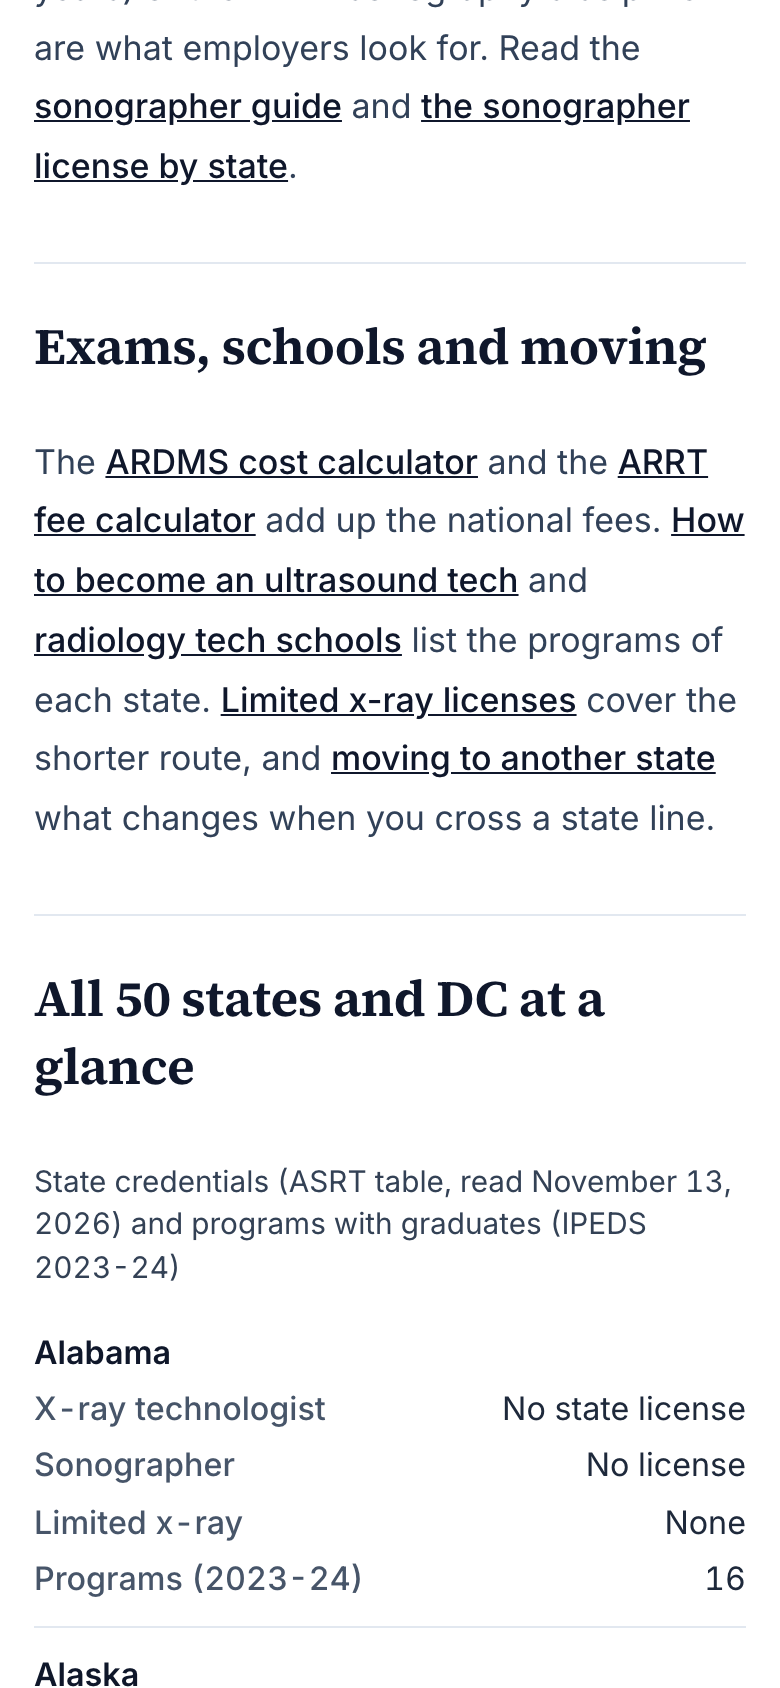 are what employers look for. Read the
sonographer guide and the sonographer
license by state.
Exams, schools and moving
The ARDMS cost calculator and the ARRT
fee calculator add up the national fees. How
to become an ultrasound tech and
radiology tech schools list the programs of
each state. Limited x-ray licenses cover the
shorter route, and moving to another state
what changes when you cross a state line.
All 50 states and DC at a
glance
State credentials (ASRT table, read November 13,
2026) and programs with graduates (IPEDS
2023-24)
Alabama
X-ray technologist No state license
Sonographer No license
Limited x-ray None
Programs (2023-24) 16
Alaska